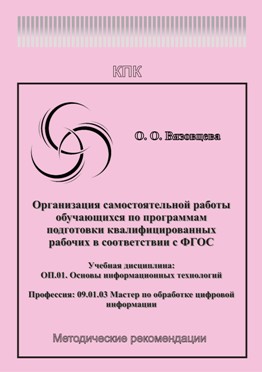 КПК
О. О. Вязовцева
Организация самостоятельной работы
обучающихся по программам
подготовки квалифицированных
рабочих в соответствии с ФГОС
Учебная дисциплина:
ОП.01. Основы информационных технологий
Профессия: 09.01.03 Мастер по обработке цифровой
информации
Методические рекомендации